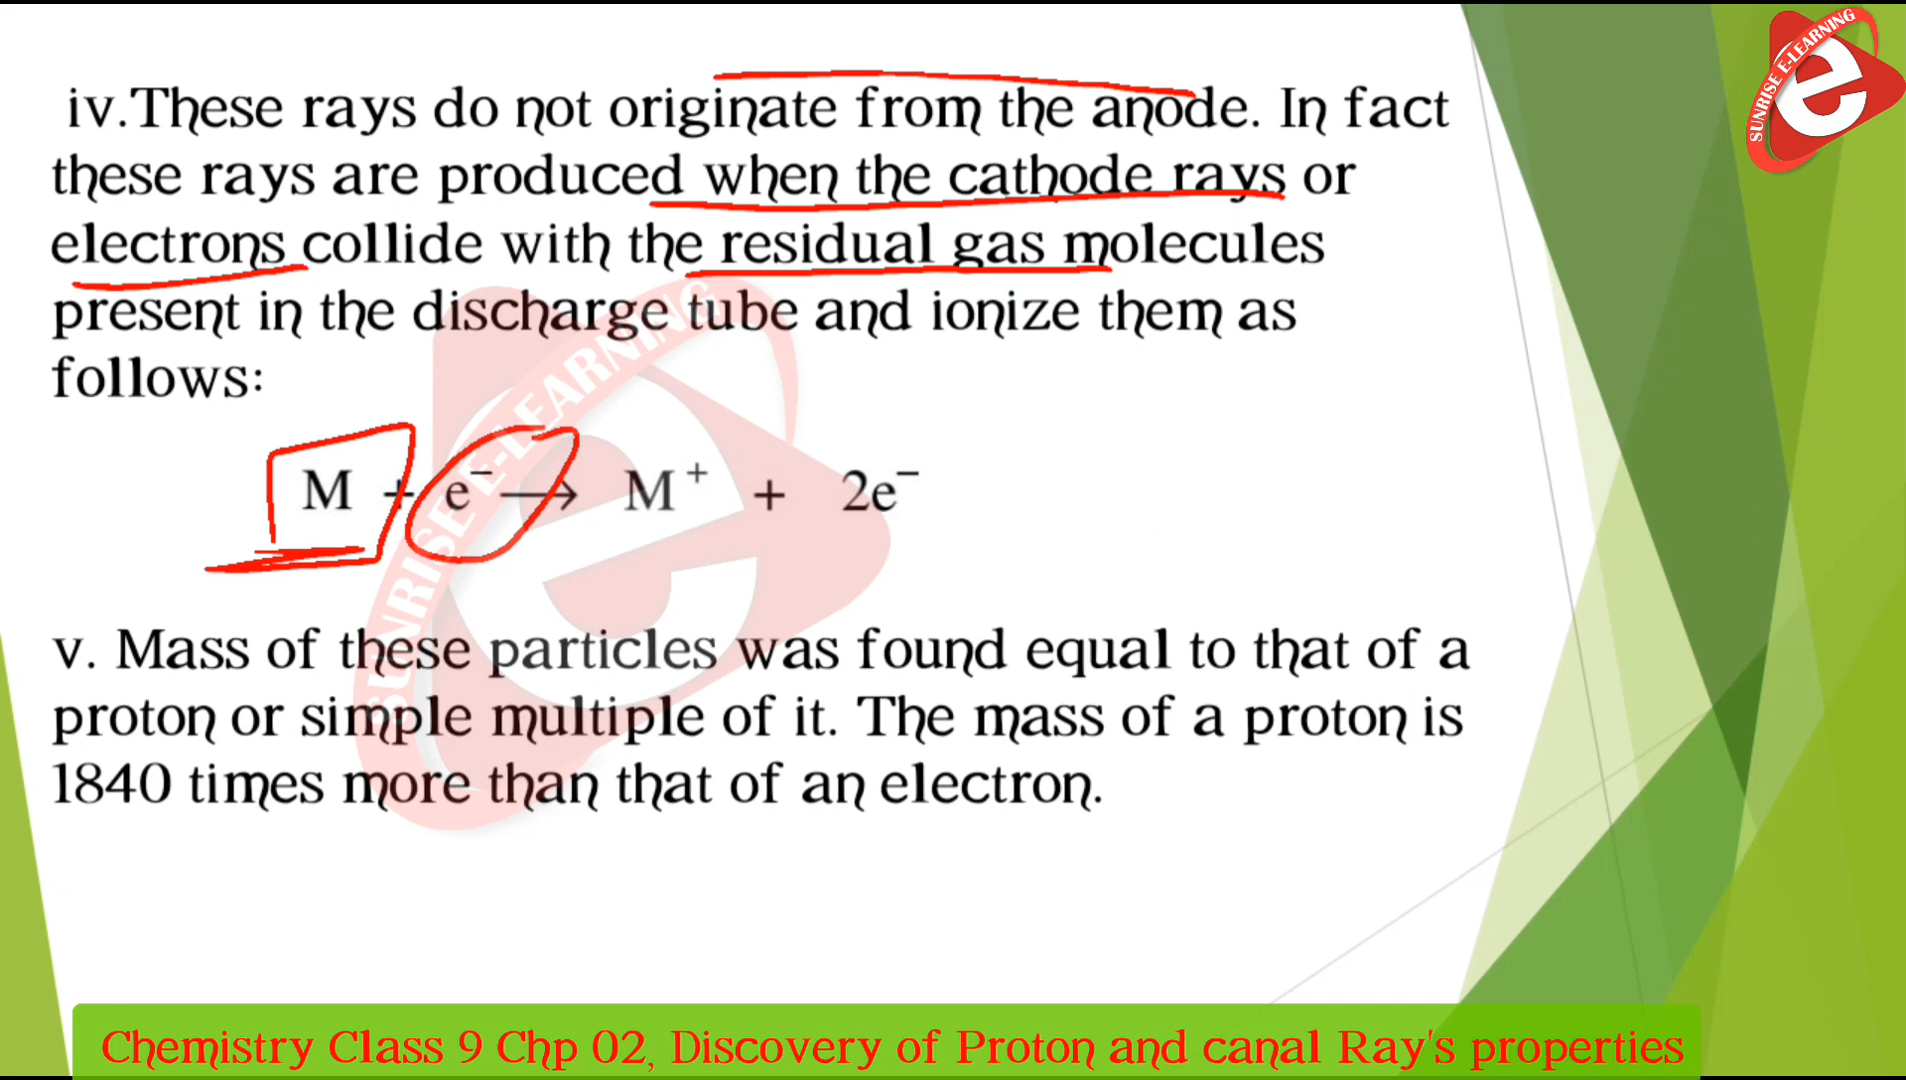 SUNRISE E-LEARNING
iv.These rays do not originate from the anode. In fact
these rays are produced when the cathode rays or
electrons collide with the residual gas molecules
present in the discharge tube and ionize them as
follows:
M + e⁻ → M⁺ + 2e⁻
SUNRISE E-LEARNING
v. Mass of these particles was found equal to that of a
proton or simple multiple of it. The mass of a proton is
1840 times more than that of an electron.
Chemistry Class 9 Chp 02, Discovery of Proton and canal Ray's properties